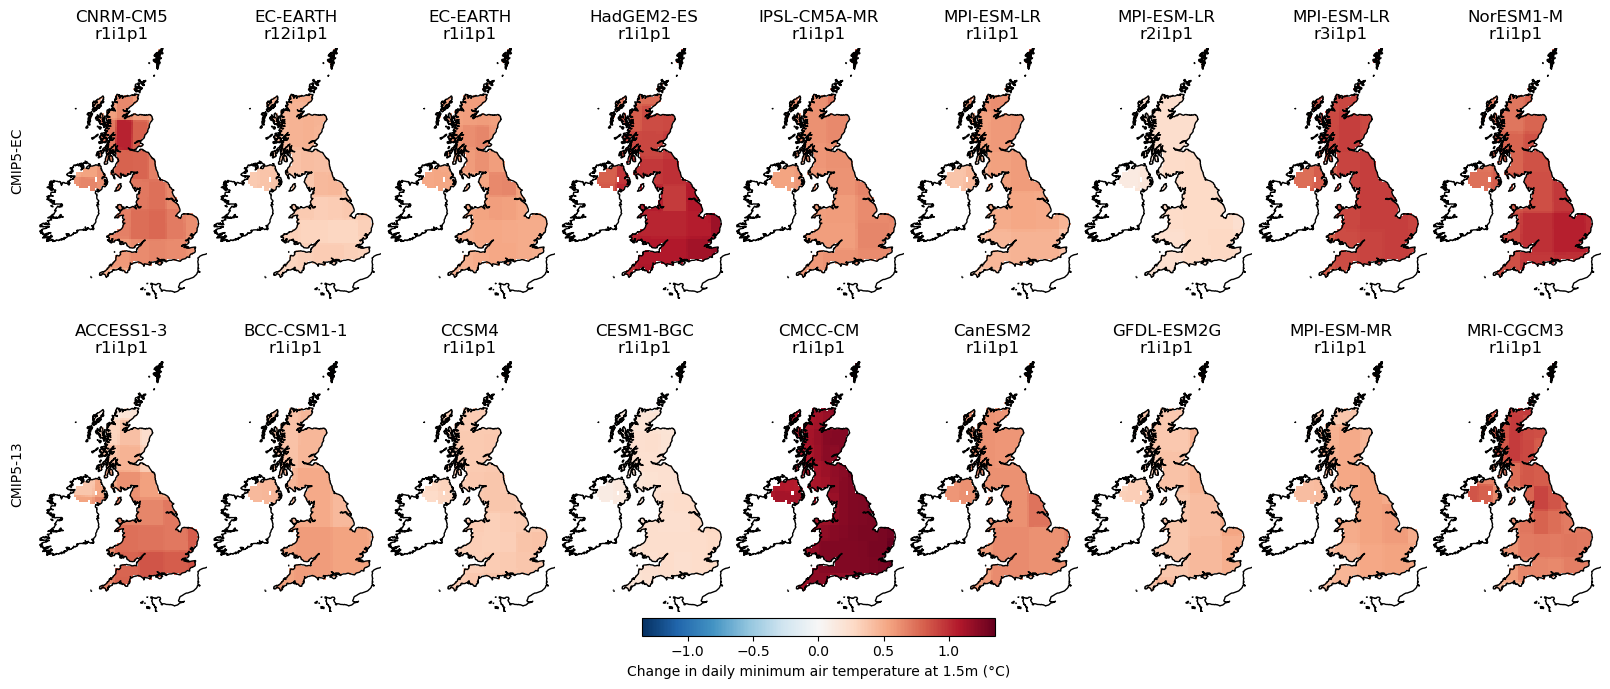 CNRM-CM5 EC-EARTH EC-EARTH HadGEM2-ES IPSL-CM5A-MR MPI-ESM-LR MPI-ESM-LR MPI-ESM-LR NorESM1-M
r1i1p1 r12i1p1 r1i1p1 r1i1p1 r1i1p1 r1i1p1 r2i1p1 r3i1p1 r1i1p1
CMIP5-EC
ACCESS1-3 BCC-CSM1-1 CCSM4 CESM1-BGC CMCC-CM CanESM2 GFDL-ESM2G MPI-ESM-MR MRI-CGCM3
r1i1p1 r1i1p1 r1i1p1 r1i1p1 r1i1p1 r1i1p1 r1i1p1 r1i1p1 r1i1p1
CMIP5-13
−1.0 −0.5 0.0 0.5 1.0
Change in daily minimum air temperature at 1.5m (°C)